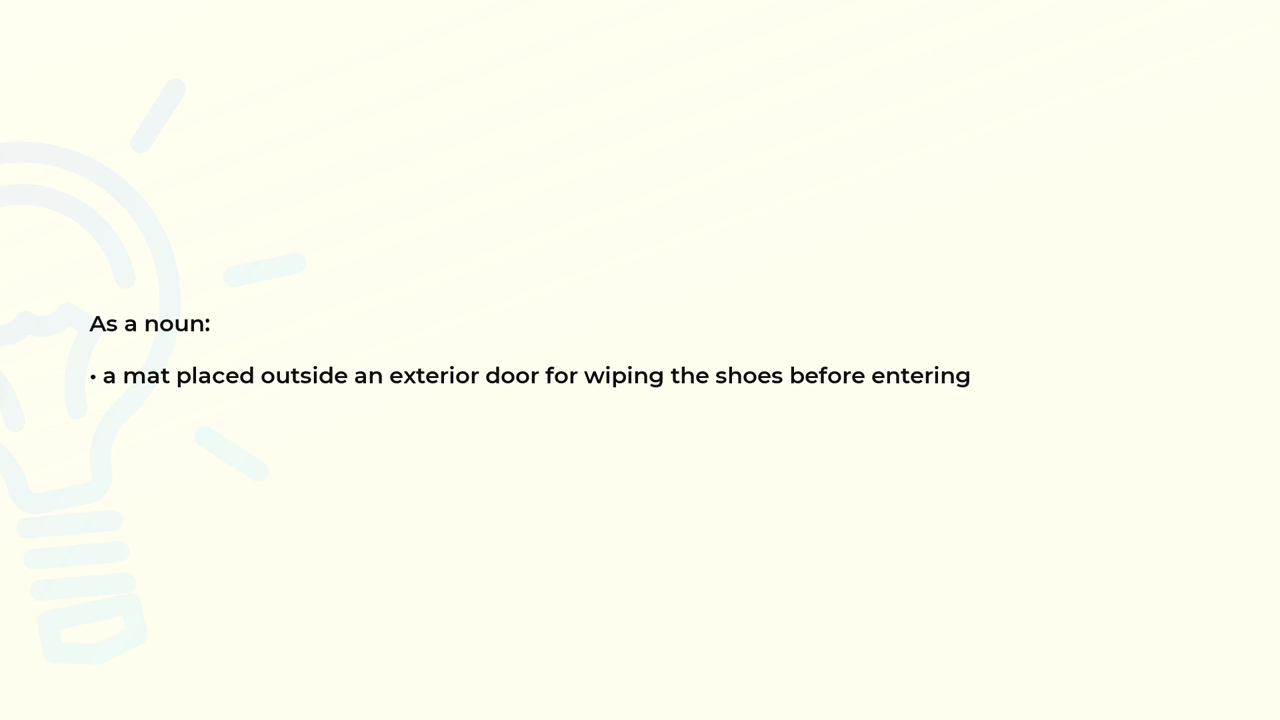 As a noun:
• a mat placed outside an exterior door for wiping the shoes before entering